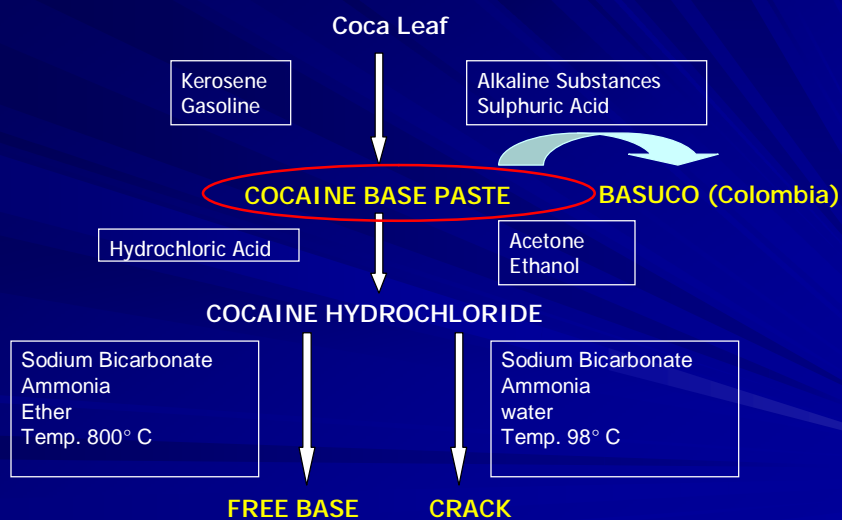 Coca Leaf
Kerosene
Gasoline
Alkaline Substances
Sulphuric Acid
COCAINE BASE PASTE
BASUCO (Colombia)
Hydrochloric Acid
Acetone
Ethanol
COCAINE HYDROCHLORIDE
Sodium Bicarbonate
Ammonia
Ether
Temp. 800° C
Sodium Bicarbonate
Ammonia
water
Temp. 98° C
FREE BASE
CRACK